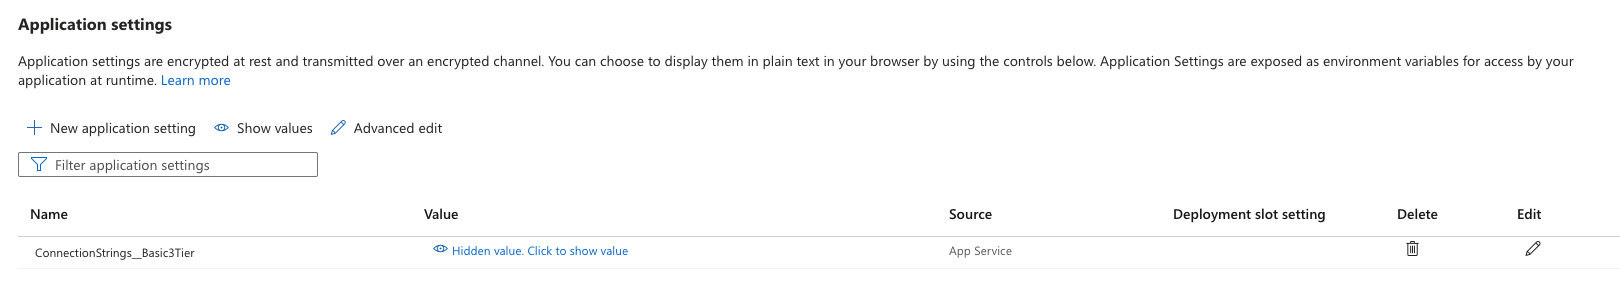 Application settings
Application settings are encrypted at rest and transmitted over an encrypted channel. You can choose to display them in plain text in your browser by using the controls below. Application Settings are exposed as environment variables for access by your
application at runtime. Learn more
New application setting Show values Advanced edit
Filter application settings
Name Value Source Deployment slot setting Delete Edit
ConnectionStrings__Basic3Tier Hidden value. Click to show value App Service